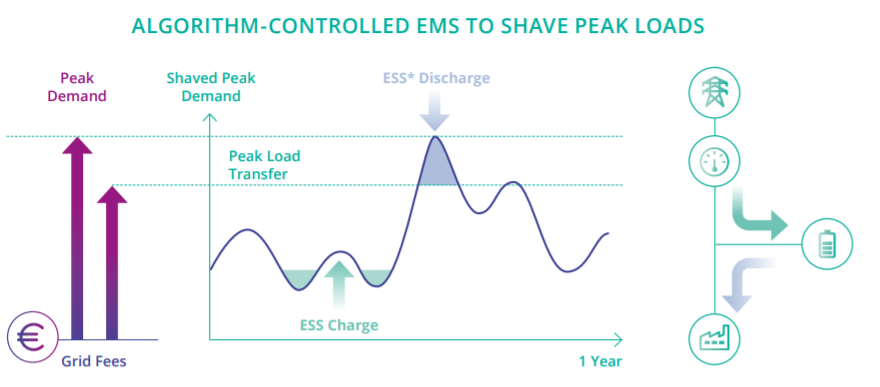 ALGORITHM-CONTROLLED EMS TO SHAVE PEAK LOADS
Peak
Demand
Shaved Peak
Demand
ESS* Discharge
Peak Load
Transfer
ESS Charge
€
Grid Fees
1 Year